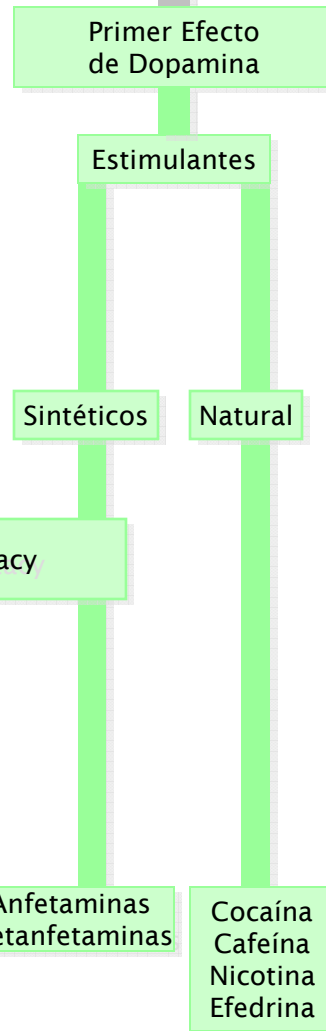 Primer Efecto
de Dopamina
Estimulantes
Sintéticos
Natural
acy
Anfetaminas
etanfetaminas
Cocaína
Cafeína
Nicotina
Efedrina